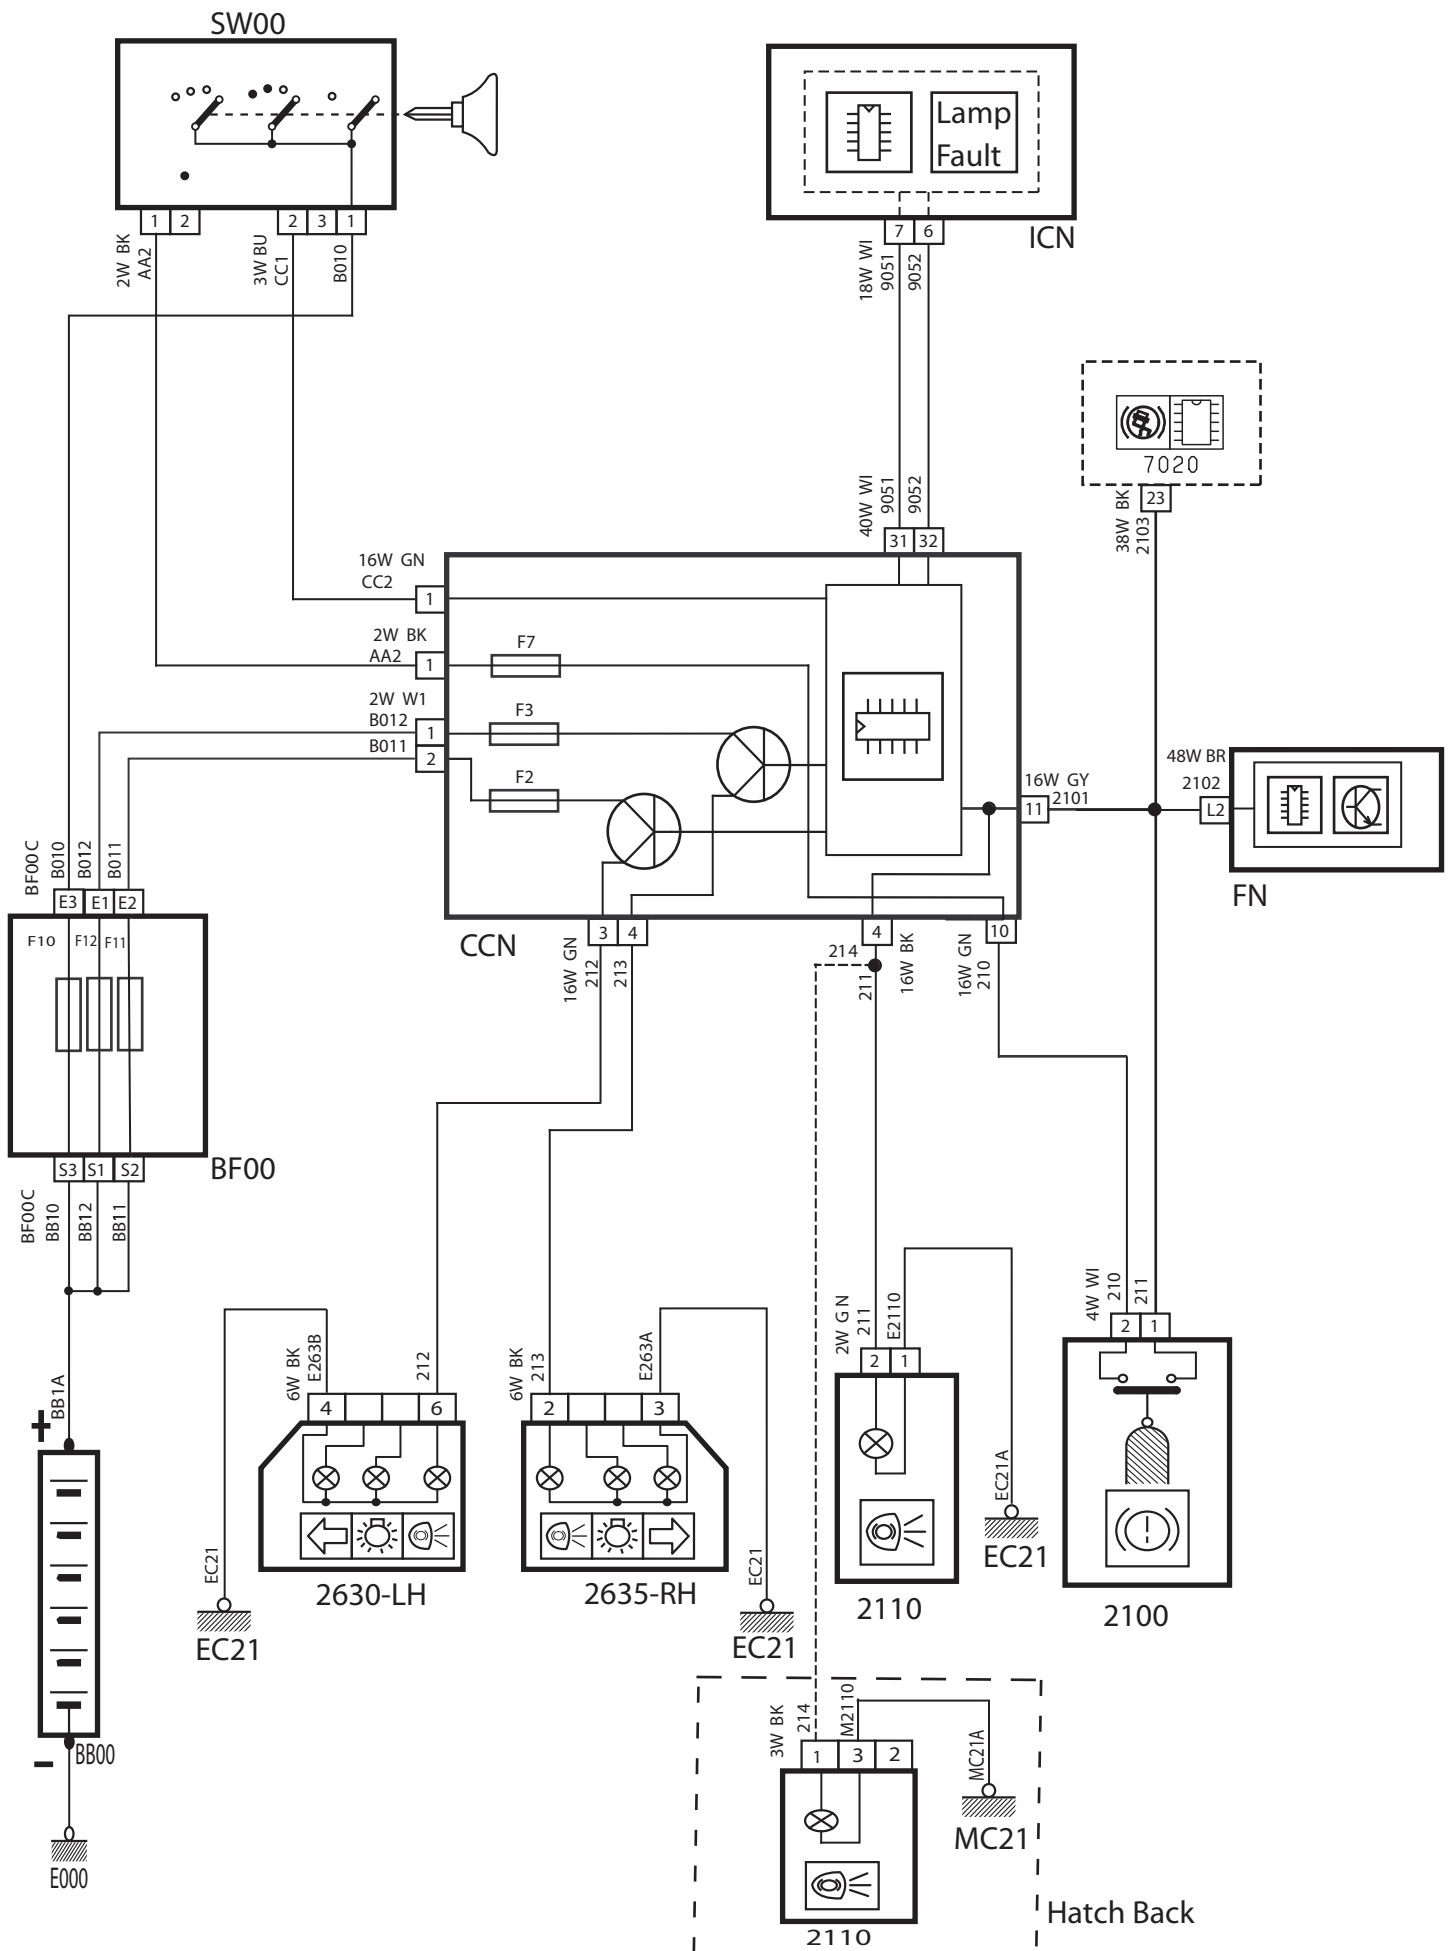 SW00
1 2
2 3 1
2W BK
AA2
3W BU
CC1
B010
Lamp
Fault
7 6
ICN
18W WI
9051
9052
7020
23
38W BK
2103
40W WI
9051
9052
31 32
16W GN
CC2
1
2W BK
AA2
1
F7
2W W1
B012
1
F3
B011
2
F2
16W GY
2101
11
48W BR
2102
L2
FN
BF00C
B010
B012
B011
E3 E1 E2
F10 F12 F11
CCN
3 4
16W GN
212
213
4
214
211
16W BK
10
16W GN
210
S3 S1 S2
BF00
BF00C
BB10
BB12
BB11
BB1A
+
6W BK
E263B
212
4 6
6W BK
213
E263A
2 3
2W GN
211
E2110
2 1
4W WI
210
211
2 1
EC21
2630-LH
EC21
2635-RH
EC21
EC21
2110
EC21A
EC21
2100
-
BB00
E000
3W BK
214
M2110
1 3 2
MC21A
MC21
2110
Hatch Back